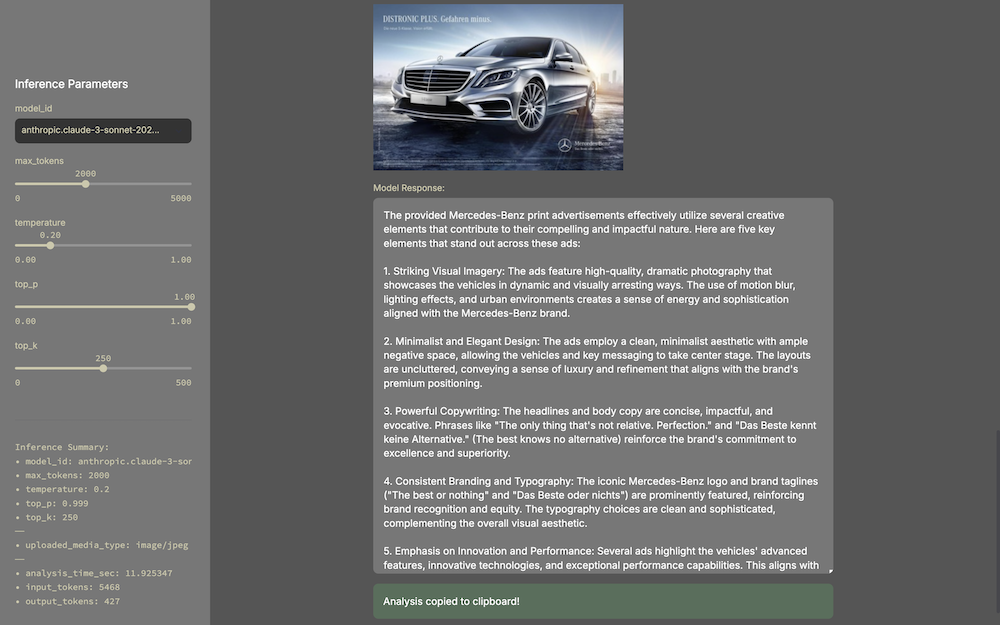 Inference Parameters
model_id
anthropic.claude-3-sonnet-202...
max_tokens
2000
0 5000
temperature
0.20
0.00 1.00
top_p
1.00
0.00 1.00
top_k
250
0 500
Inference Summary:
• model_id: anthropic.claude-3-sor
• max_tokens: 2000
• temperature: 0.2
• top_p: 0.999
• top_k: 250
—
• uploaded_media_type: image/jpeg
—
• analysis_time_sec: 11.925347
• input_tokens: 5468
• output_tokens: 427
DISTRONIC PLUS. Gefahren minus.
Mercedes-Benz
Model Response:
The provided Mercedes-Benz print advertisements effectively utilize several creative
elements that contribute to their compelling and impactful nature. Here are five key
elements that stand out across these ads:
1. Striking Visual Imagery: The ads feature high-quality, dramatic photography that
showcases the vehicles in dynamic and visually arresting ways. The use of motion blur,
lighting effects, and urban environments creates a sense of energy and sophistication
aligned with the Mercedes-Benz brand.
2. Minimalist and Elegant Design: The ads employ a clean, minimalist aesthetic with ample
negative space, allowing the vehicles and key messaging to take center stage. The layouts
are uncluttered, conveying a sense of luxury and refinement that aligns with the brand's
premium positioning.
3. Powerful Copywriting: The headlines and body copy are concise, impactful, and
evocative. Phrases like "The only thing that's not relative. Perfection." and "Das Beste kennt
keine Alternative." (The best knows no alternative) reinforce the brand's commitment to
excellence and superiority.
4. Consistent Branding and Typography: The iconic Mercedes-Benz logo and brand taglines
("The best or nothing" and "Das Beste oder nichts") are prominently featured, reinforcing
brand recognition and equity. The typography choices are clean and sophisticated,
complementing the overall visual aesthetic.
5. Emphasis on Innovation and Performance: Several ads highlight the vehicles' advanced
features, innovative technologies, and exceptional performance capabilities. This aligns with
Analysis copied to clipboard!